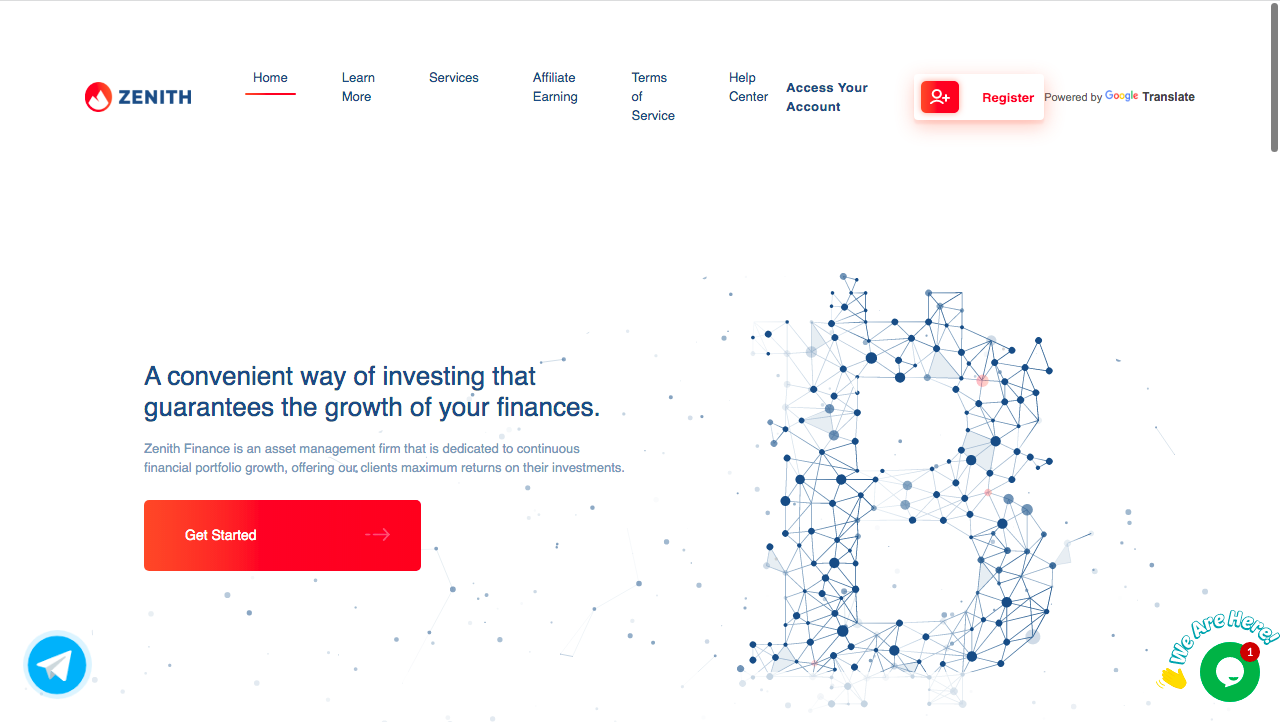 ZENITH
Home
Learn
More
Services
Affiliate
Earning
Terms
of
Service
Help
Center
Access Your
Account
Register
Powered by Google Translate
A convenient way of investing that
guarantees the growth of your finances.
Zenith Finance is an asset management firm that is dedicated to continuous
financial portfolio growth, offering our clients maximum returns on their investments.
Get Started
We Are Here!
1